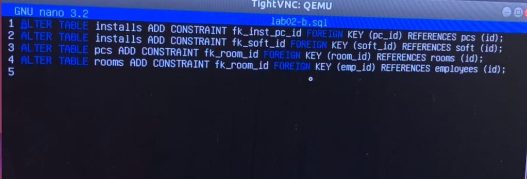 TightVNC: QEMU
GNU nano 3.2 lab02-b.sql
1 ALTER TABLE installs ADD CONSTRAINT fk_inst_pc_id FOREIGN KEY (pc_id) REFERENCES pcs (id);
2 ALTER TABLE installs ADD CONSTRAINT fk_soft_id FOREIGN KEY (soft_id) REFERENCES soft (id);
3 ALTER TABLE pcs ADD CONSTRAINT fk_room_id FOREIGN KEY (room_id) REFERENCES rooms (id);
4 ALTER TABLE rooms ADD CONSTRAINT fk_room_id FOREIGN KEY (emp_id) REFERENCES employees (id);
5